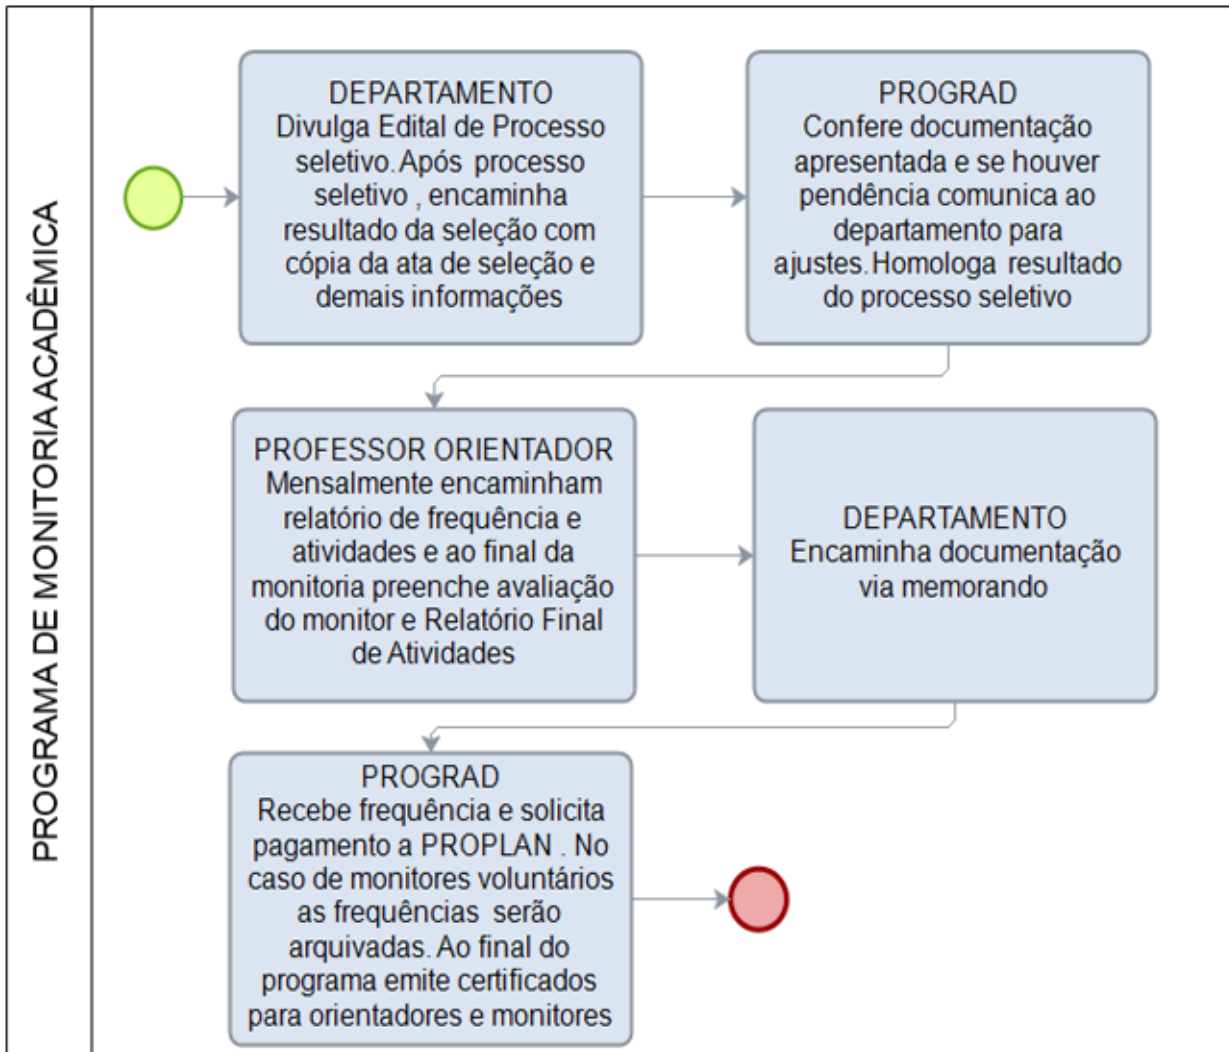 PROGRAMA DE MONITORIA ACADÊMICA
DEPARTAMENTO
Divulga Edital de Processo
seletivo. Após processo
seletivo , encaminha
resultado da seleção com
cópia da ata de seleção e
demais informações
PROGRAD
Confere documentação
apresentada e se houver
pendência comunica ao
departamento para
ajustes. Homologa resultado
do processo seletivo
PROFESSOR ORIENTADOR
Mensalmente encaminham
relatório de frequência e
atividades e ao final da
monitoria preenche avaliação
do monitor e Relatório Final
de Atividades
DEPARTAMENTO
Encaminha documentação
via memorando
PROGRAD
Recebe frequência e solicita
pagamento a PROPLAN . No
caso de monitores voluntários
as frequências serão
arquivadas. Ao final do
programa emite certificados
para orientadores e monitores